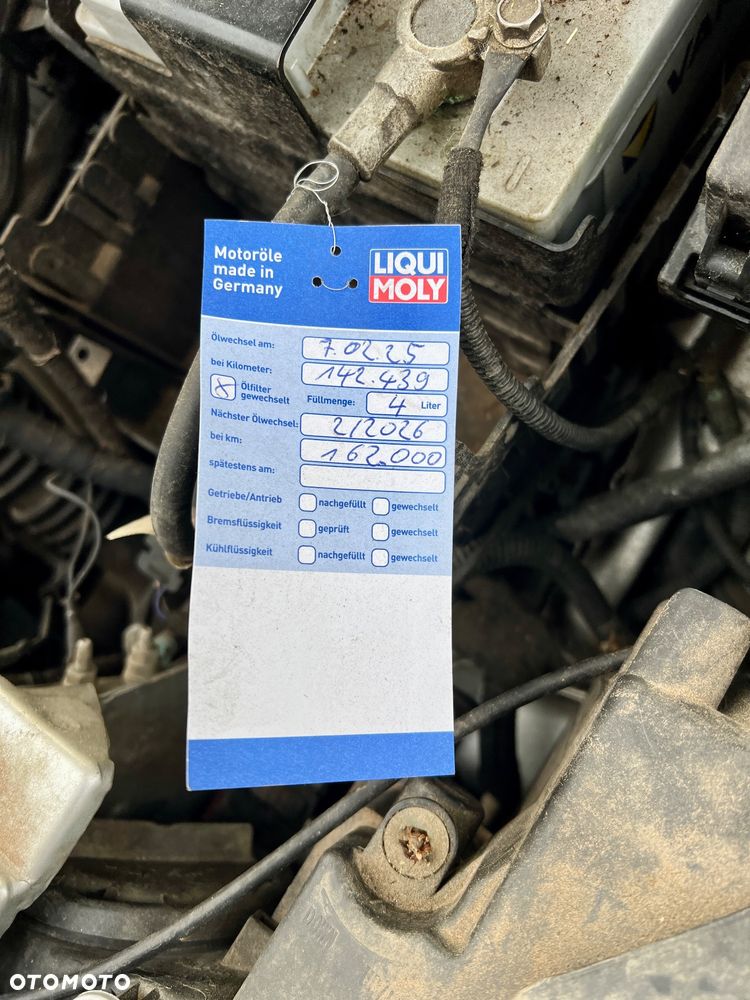 Motoröle
made in
Germany
LIQUI
MOLY
Ölwechsel am: 7.02.25
bei Kilometer: 142.439
Ölfilter
gewechselt
Füllmenge: 4 Liter
Nächster Ölwechsel: 2/2026
bei km: 162.000
spätestens am:
Getriebe/Antrieb nachgefüllt gewechselt
Bremsflüssigkeit geprüft gewechselt
Kühlflüssigkeit nachgefüllt gewechselt
OTOMOTO